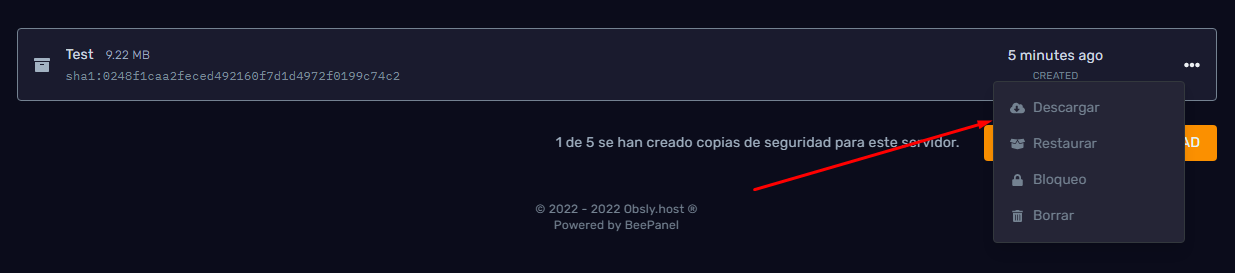 Test 9.22 MB
sha1:0248f1caa2feced492160f7d1d4972f0199c74c2
5 minutes ago
CREATED
Descargar
Restaurar
Bloqueo
Borrar
1 de 5 se han creado copias de seguridad para este servidor.
AD
© 2022 - 2022 Obsly.host ®
Powered by BeePanel